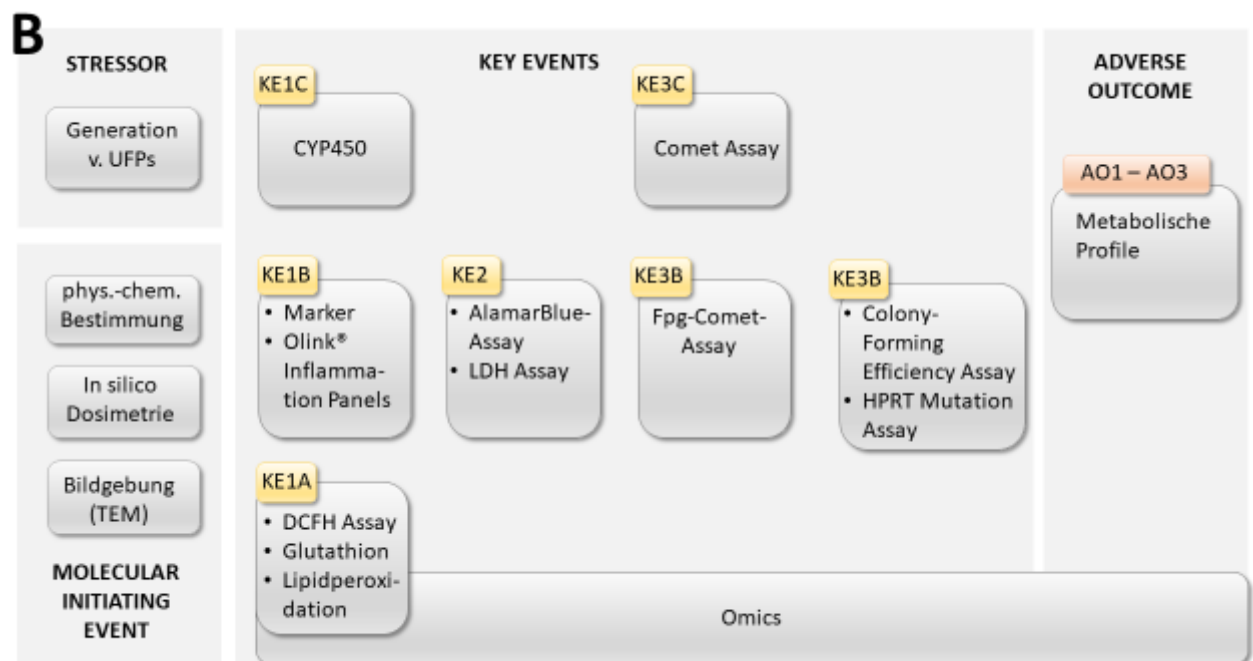 B
STRESSOR
Generation
v. UFPs
phys.-chem.
Bestimmung
In silico
Dosimetrie
Bildgebung
(TEM)
MOLECULAR
INITIATING
EVENT
KEY EVENTS
KE1C
CYP450
KE3C
Comet Assay
KE1B
• Marker
• Olink®
Inflamma-
tion Panels
KE2
• AlamarBlue-
Assay
• LDH Assay
KE3B
Fpg-Comet-
Assay
KE3B
• Colony-
Forming
Efficiency Assay
• HPRT Mutation
Assay
KE1A
• DCFH Assay
• Glutathion
• Lipidperoxi-
dation
Omics
ADVERSE
OUTCOME
AO1 – AO3
Metabolische
Profile